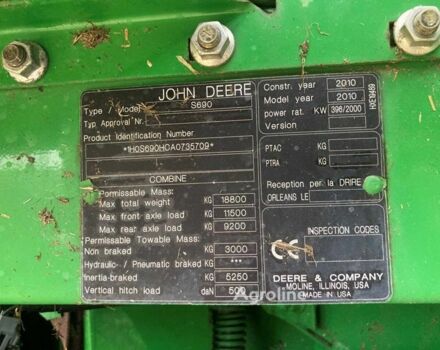 JOHN DEERE
Type / Model S690
Typ Approval Nr.
Product Identification Number
*1H0S690HCA0735709*
COMBINE
Permissable Mass:
Max total weight KG 18800
Max front axle load KG 11500
Max rear axle load KG 9200
Permissable Towable Mass:
Non braked KG 3000
Hydraulic- / Pneumatic braked KG ***
Inertia-braked KG 5250
Vertical hitch load daN 500
Constr. year 2010
Model year 2010
power rat. KW 396/2000
Version
PTAC KG
PTRA KG
Reception per la DRIRE
ORLEANS LE
INSPECTION CODES
CE
DEERE & COMPANY
MOLINE, ILLINOIS, USA
MADE IN USA
Agroline